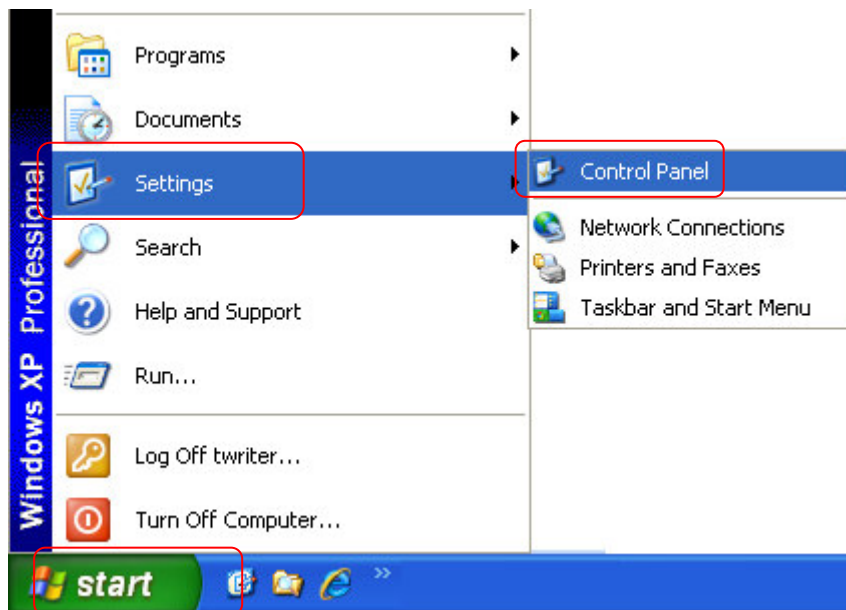 Programs
Documents
Settings
Search
Help and Support
Run...
Log Off twriter...
Turn Off Computer...
Control Panel
Network Connections
Printers and Faxes
Taskbar and Start Menu
Windows XP Professional
start